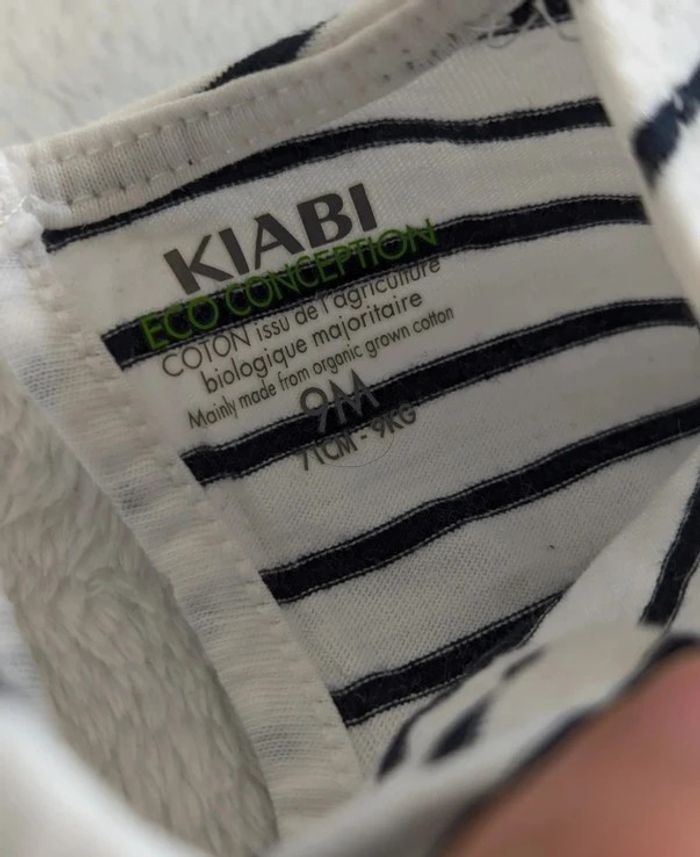 KIABI
ECO CONCEPTION
COTON issu de l'agriculture
biologique majoritaire
Mainly made from organic grown cotton
9M
71CM - 9KG